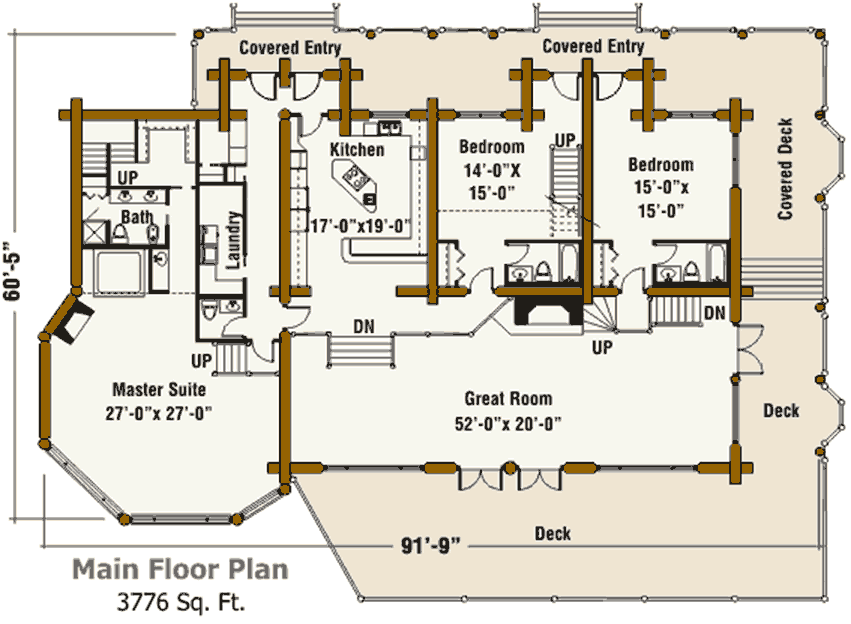 Covered Entry
Covered Entry
Kitchen
17'-0"x19'-0"
Bedroom
14'-0"X
15'-0"
UP
Bedroom
15'-0"x
15'-0"
Covered Deck
UP
Bath
Laundry
60'-5"
DN
UP
DN
UP
Master Suite
27'-0"x 27'-0"
Great Room
52'-0"x 20'-0"
Deck
Deck
91'-9"
Main Floor Plan
3776 Sq. Ft.